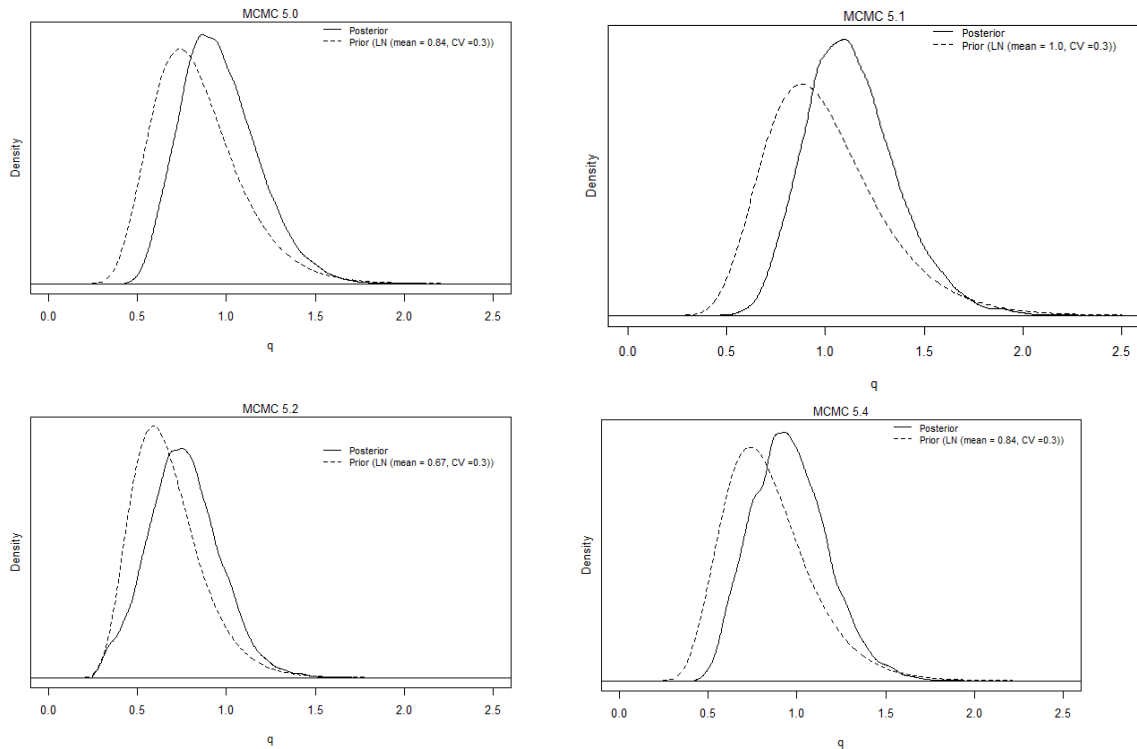 MCMC 5.0
Posterior
Prior (LN (mean = 0.84, CV =0.3))
Density
0.0 0.5 1.0 1.5 2.0 2.5
q
MCMC 5.1
Posterior
Prior (LN (mean = 1.0, CV =0.3))
Density
0.0 0.5 1.0 1.5 2.0 2.5
q
MCMC 5.2
Posterior
Prior (LN (mean = 0.67, CV =0.3))
Density
0.0 0.5 1.0 1.5 2.0 2.5
q
MCMC 5.4
Posterior
Prior (LN (mean = 0.84, CV =0.3))
Density
0.0 0.5 1.0 1.5 2.0 2.5
q